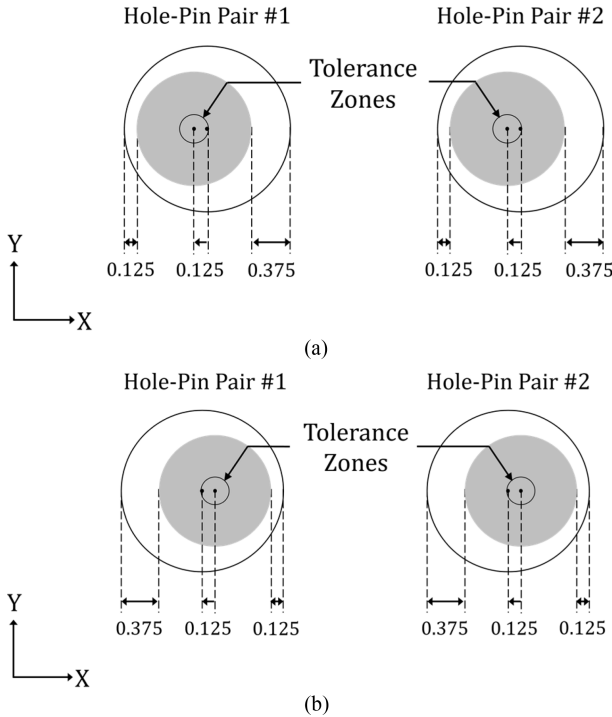 Hole-Pin Pair #1
Hole-Pin Pair #2
Tolerance
Zones
0.125
0.125
0.375
0.125
0.125
0.375
Y
X
(a)
Hole-Pin Pair #1
Hole-Pin Pair #2
Tolerance
Zones
0.375
0.125
0.125
0.375
0.125
0.125
Y
X
(b)